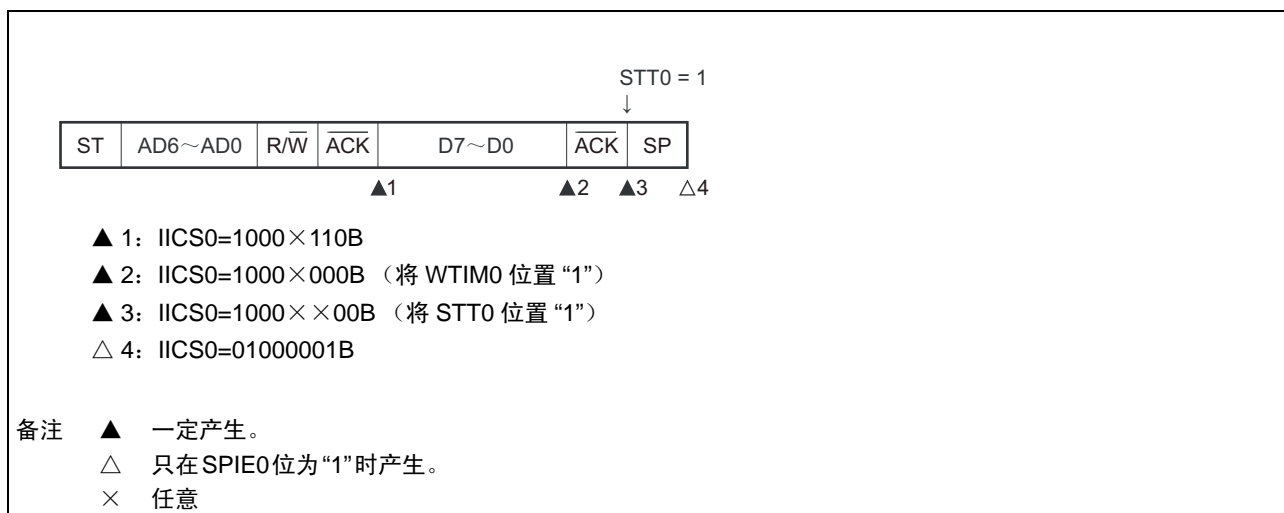 STT0 = 1
↓
ST AD6～AD0 R/W̅ A̅C̅K̅ D7～D0 A̅C̅K̅ SP
▲1 ▲2 ▲3 △4
▲ 1：IICS0=1000×110B
▲ 2：IICS0=1000×000B （将 WTIM0 位置 “1”）
▲ 3：IICS0=1000××00B （将 STT0 位置 “1”）
△ 4：IICS0=01000001B
备注 ▲ 一定产生。
△ 只在SPIE0位为“1”时产生。
× 任意